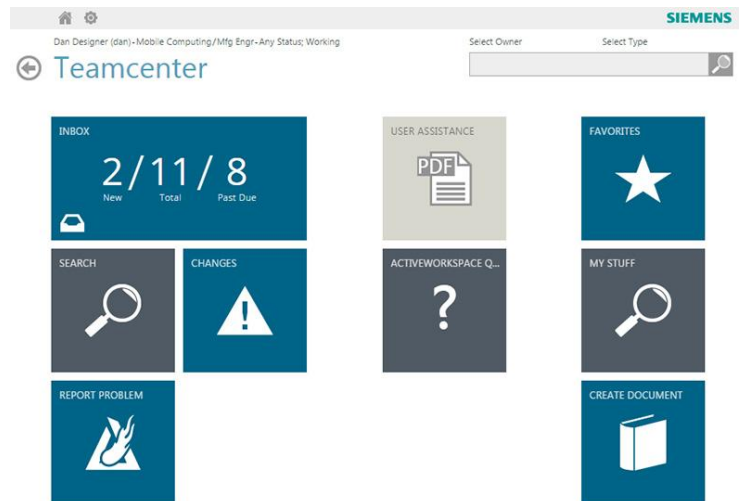 SIEMENS
Dan Designer (dan)-Mobile Computing/Mfg Engr-Any Status; Working
Select Owner
Select Type
Teamcenter
INBOX
2/11/8
New
Total
Past Due
USER ASSISTANCE
PDF
FAVORITES
SEARCH
CHANGES
ACTIVEWORKSPACE Q...
?
MY STUFF
REPORT PROBLEM
CREATE DOCUMENT